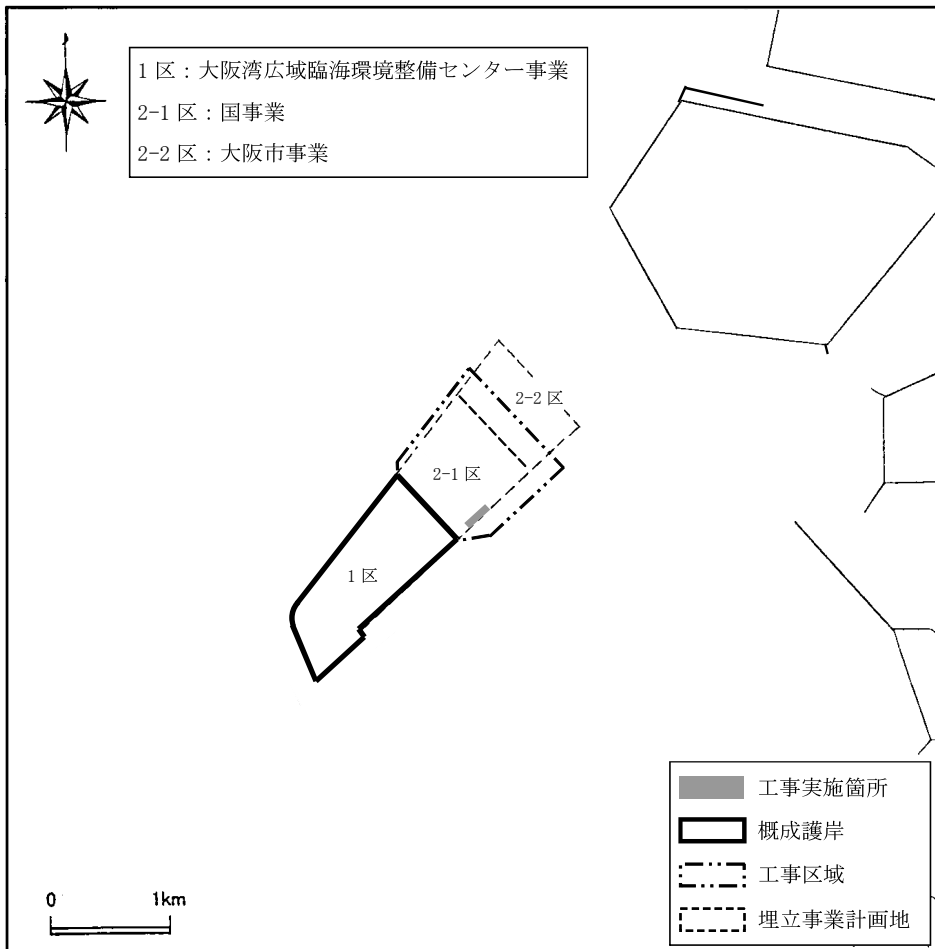 1 区：大阪湾広域臨海環境整備センター事業
2-1 区：国事業
2-2 区：大阪市事業
2-2 区
2-1 区
1 区
工事実施箇所
概成護岸
工事区域
埋立事業計画地
0 1km